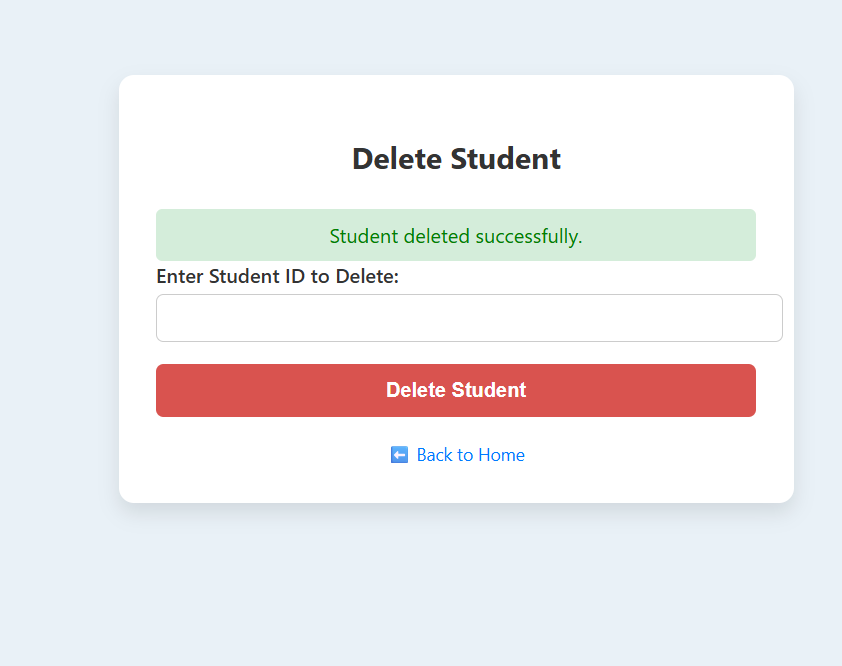 Delete Student
Student deleted successfully.
Enter Student ID to Delete:
Delete Student
⬅ Back to Home